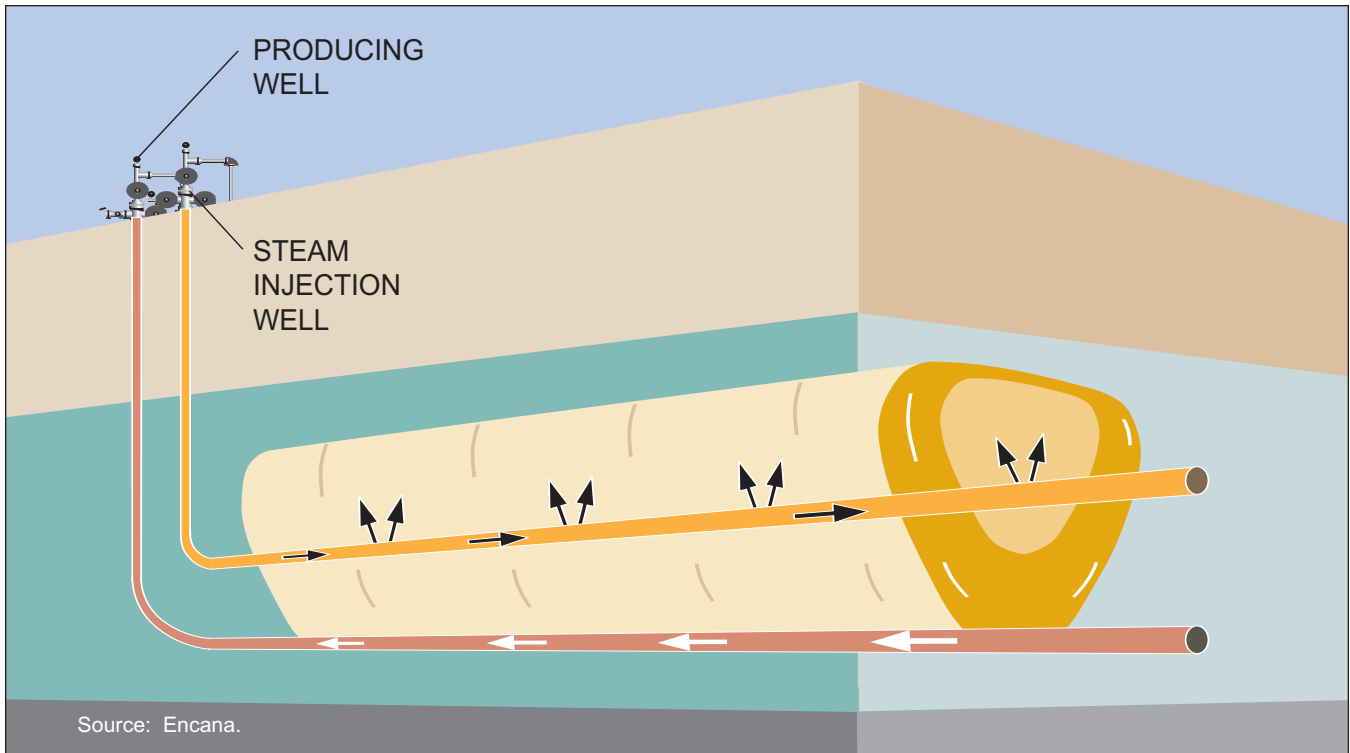 PRODUCING
WELL
STEAM
INJECTION
WELL
Source: Encana.